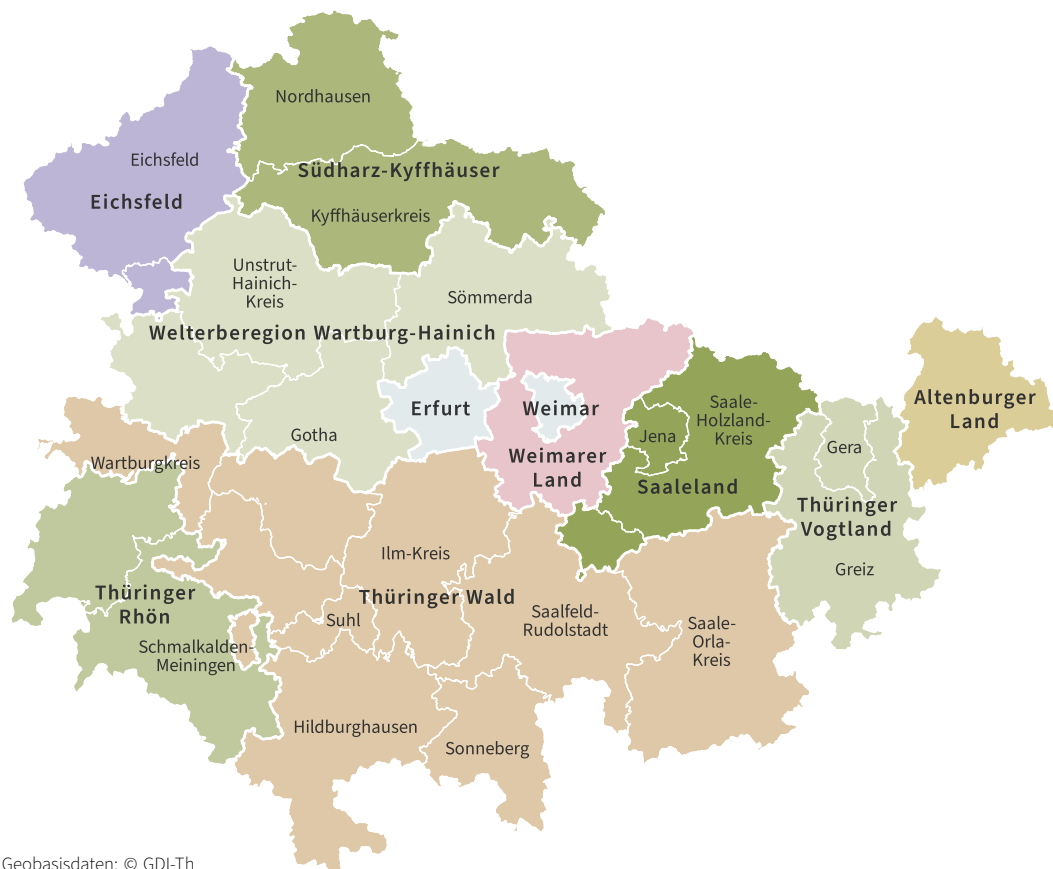 Nordhausen
Eichsfeld
Südharz-Kyffhäuser
Eichsfeld
Kyffhäuserkreis
Unstrut-
Hainich-
Kreis
Sömmerda
Welterberegion Wartburg-Hainich
Altenburger
Land
Erfurt
Weimar
Saale-
Holzland-
Kreis
Gotha
Jena
Gera
Wartburgkreis
Weimarer
Land
Saaleland
Thüringer
Vogtland
Ilm-Kreis
Greiz
Thüringer
Rhön
Thüringer Wald
Suhl
Saalfeld-
Rudolstadt
Saale-
Orla-
Kreis
Schmalkalden-
Meiningen
Hildburghausen
Sonneberg
Geobasisdaten: © GDI-Th